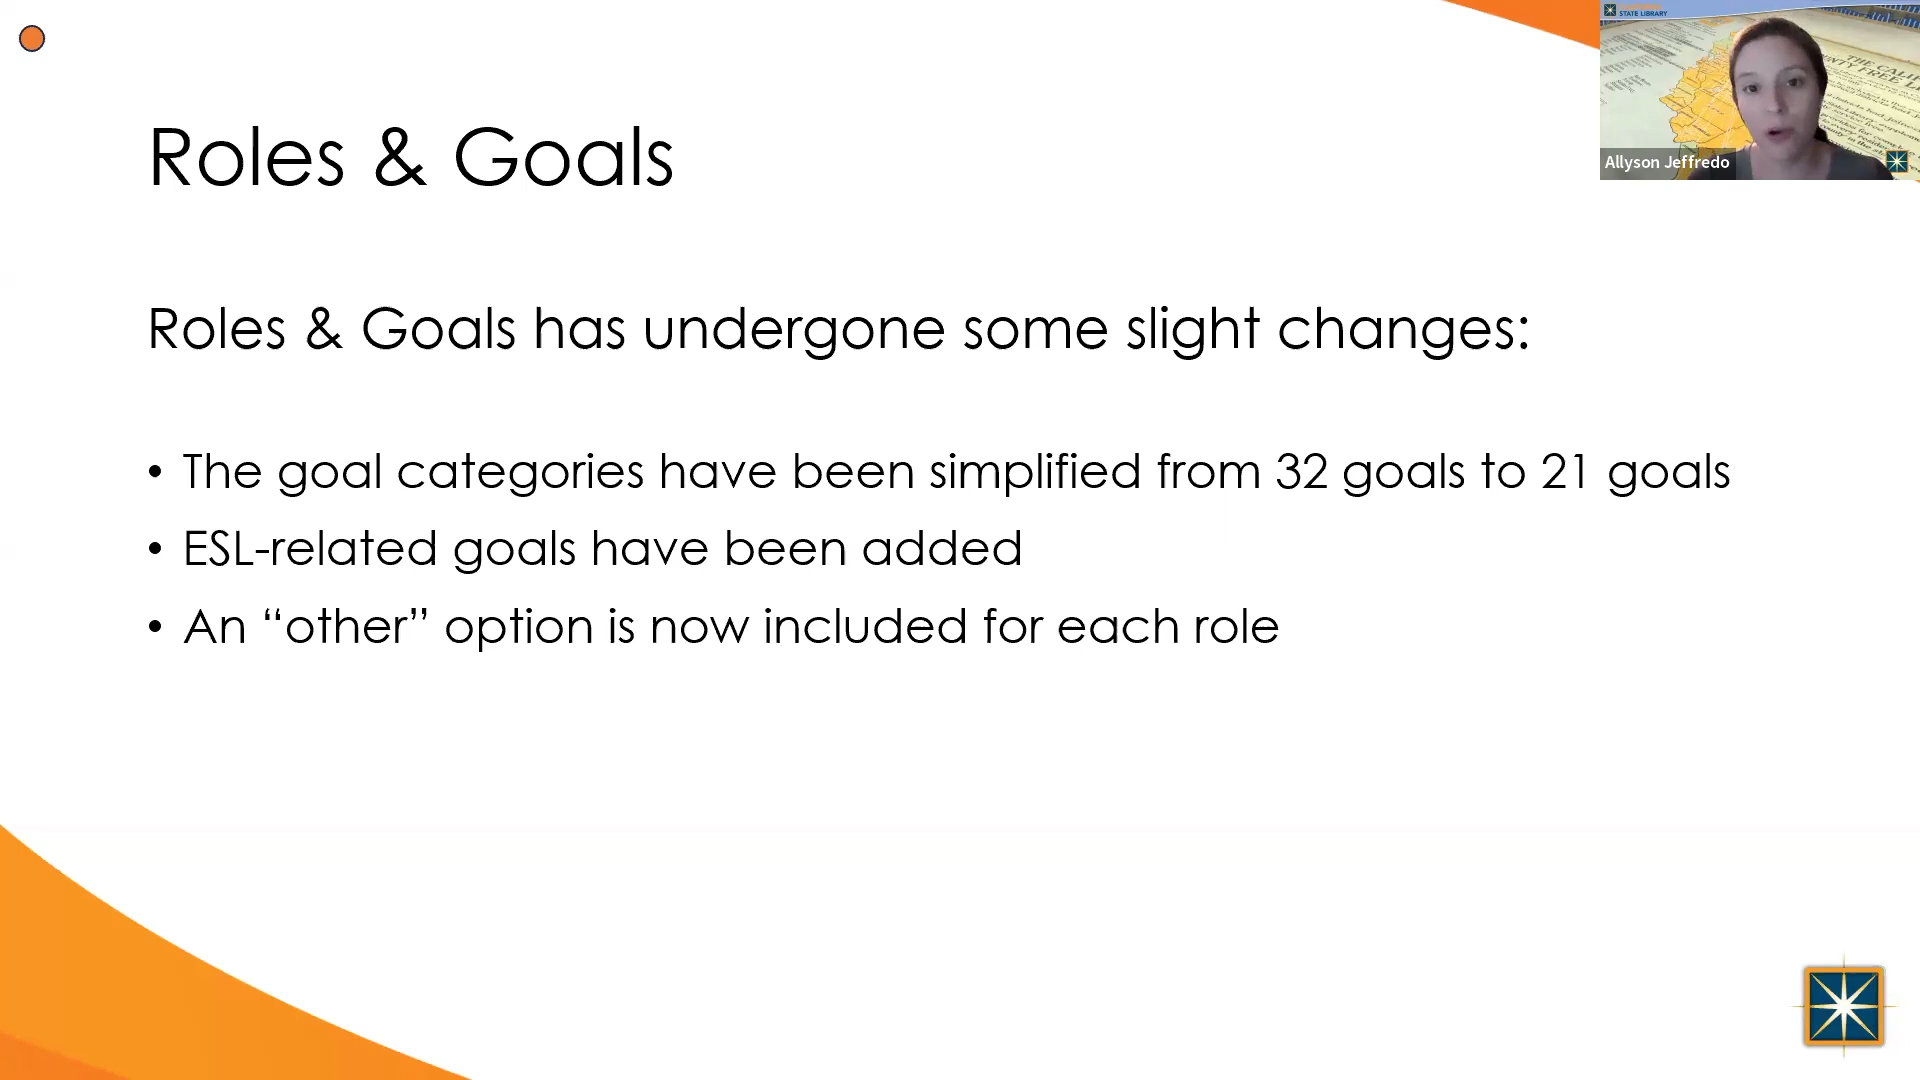 STATE LIBRARY
Allyson Jeffredo
Roles & Goals
Roles & Goals has undergone some slight changes:
• The goal categories have been simplified from 32 goals to 21 goals
• ESL-related goals have been added
• An “other” option is now included for each role